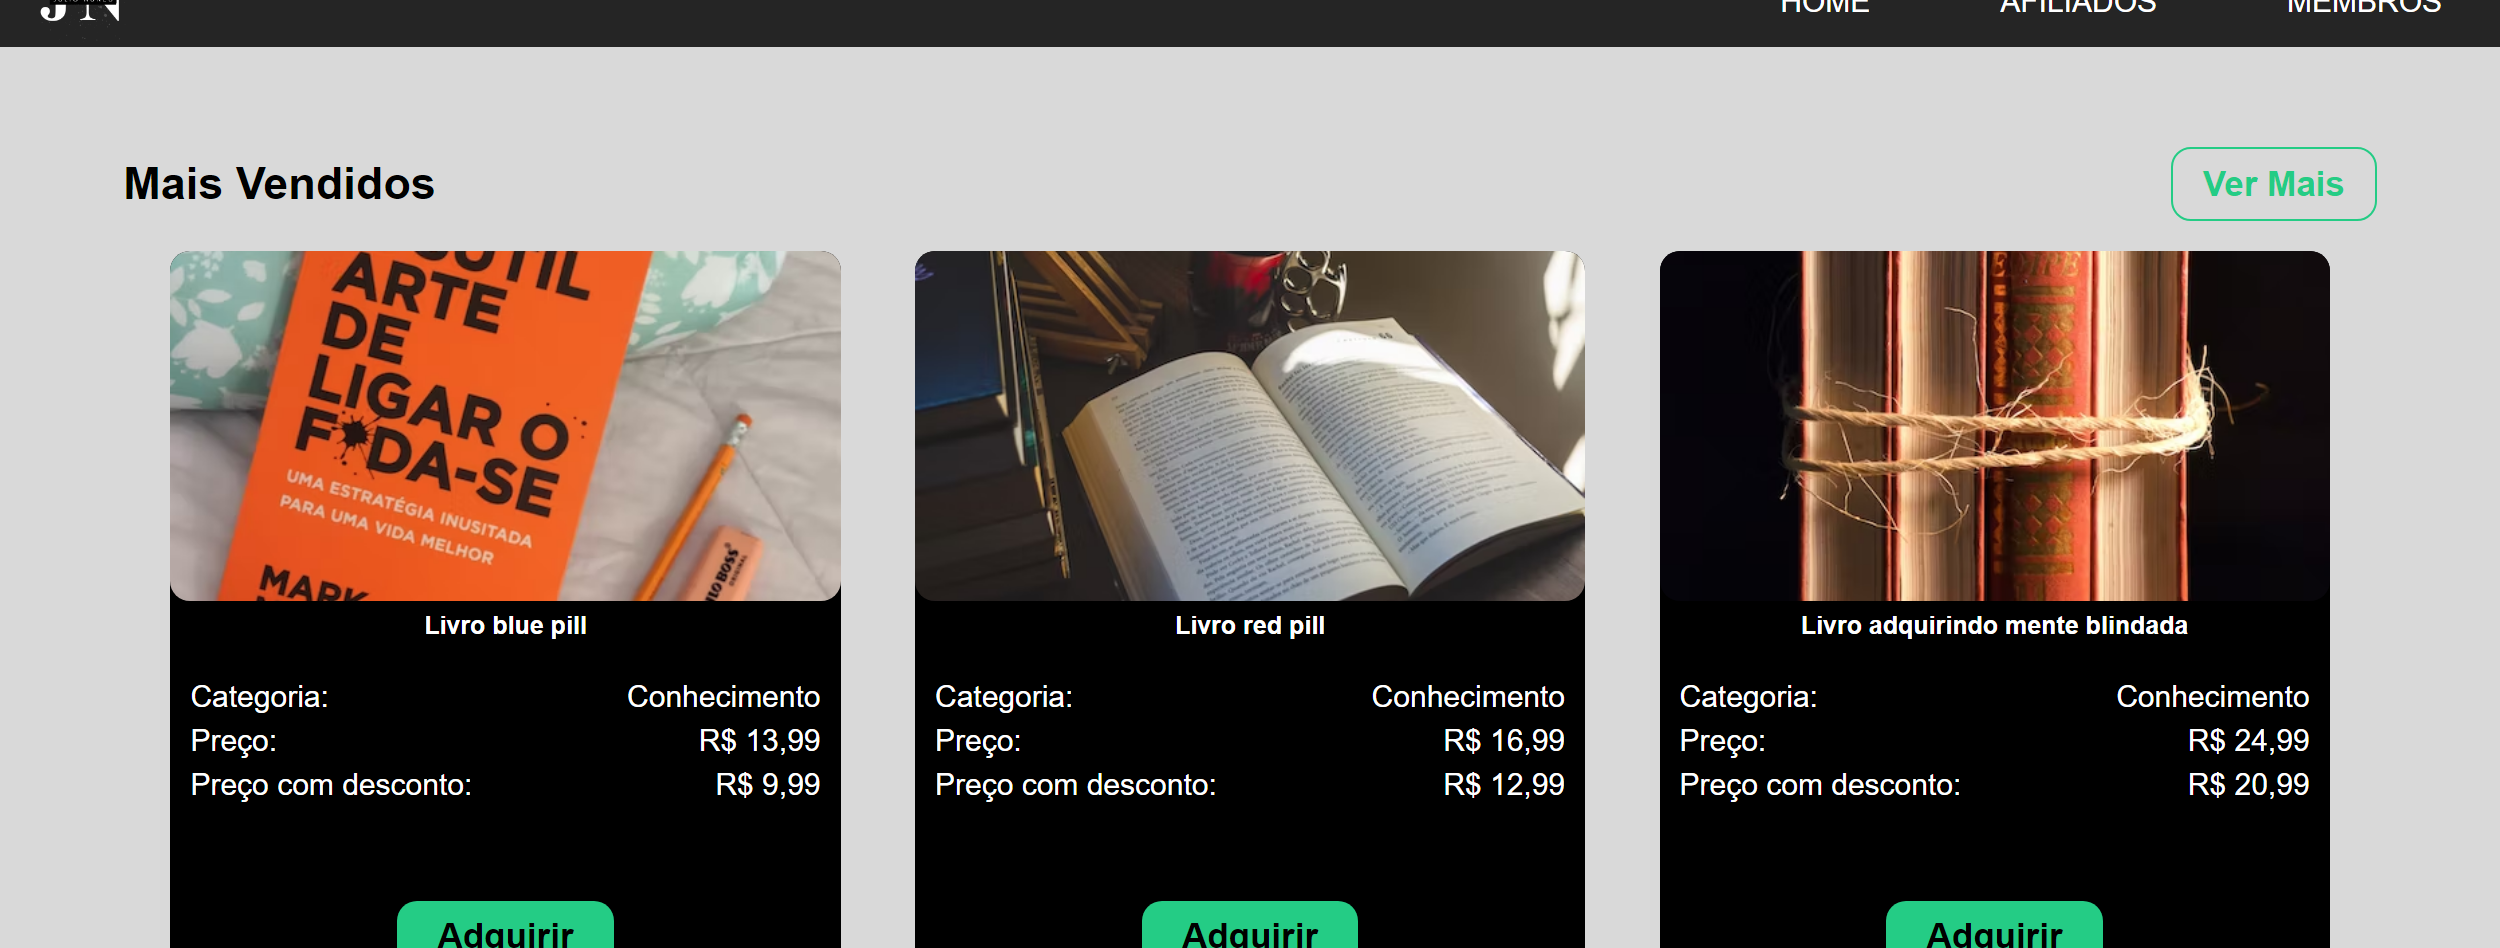 JN
HOME AFILIADOS MEMBROS
Mais Vendidos
Ver Mais
SUTIL
ARTE
DE
LIGAR O
F*DA-SE
UMA ESTRATÉGIA INUSITADA
PARA UMA VIDA MELHOR
MARK
BOSS
ORIGINAL
Livro blue pill
Categoria: Conhecimento
Preço: R$ 13,99
Preço com desconto: R$ 9,99
Adquirir
Livro red pill
Categoria: Conhecimento
Preço: R$ 16,99
Preço com desconto: R$ 12,99
Adquirir
Livro adquirindo mente blindada
Categoria: Conhecimento
Preço: R$ 24,99
Preço com desconto: R$ 20,99
Adquirir